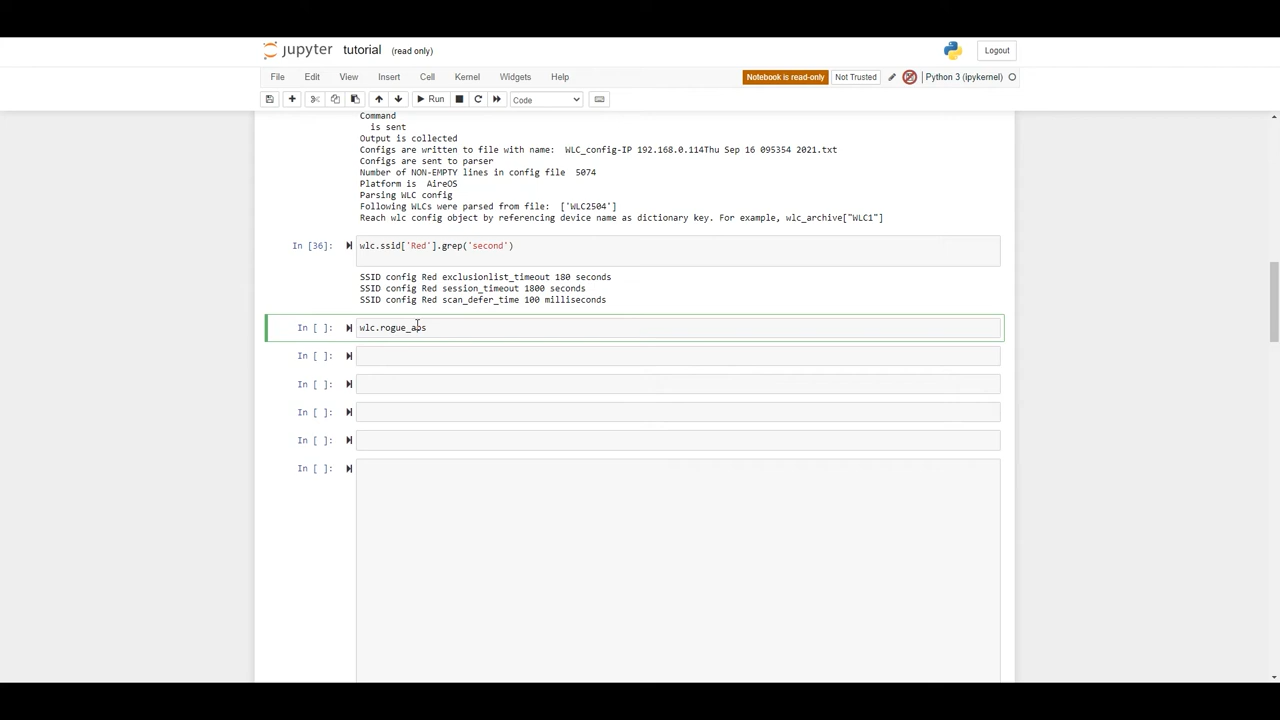 jupyter tutorial (read only)
Logout
File Edit View Insert Cell Kernel Widgets Help
Notebook is read-only Not Trusted Python 3 (ipykernel)
Run Code
Command
is sent
Output is collected
Configs are written to file with name: WLC_config-IP 192.168.0.114Thu Sep 16 095354 2021.txt
Configs are sent to parser
Number of NON-EMPTY lines in config file 5074
Platform is AireOS
Parsing WLC config
Following WLCs were parsed from file: ['WLC2504']
Reach wlc config object by referencing device name as dictionary key. For example, wlc_archive["WLC1"]
In [36]: wlc.ssid['Red'].grep('second')
SSID config Red exclusionlist_timeout 180 seconds
SSID config Red session_timeout 1800 seconds
SSID config Red scan_defer_time 100 milliseconds
In [ ]: wlc.rogue_aps
In [ ]:
In [ ]:
In [ ]:
In [ ]:
In [ ]: